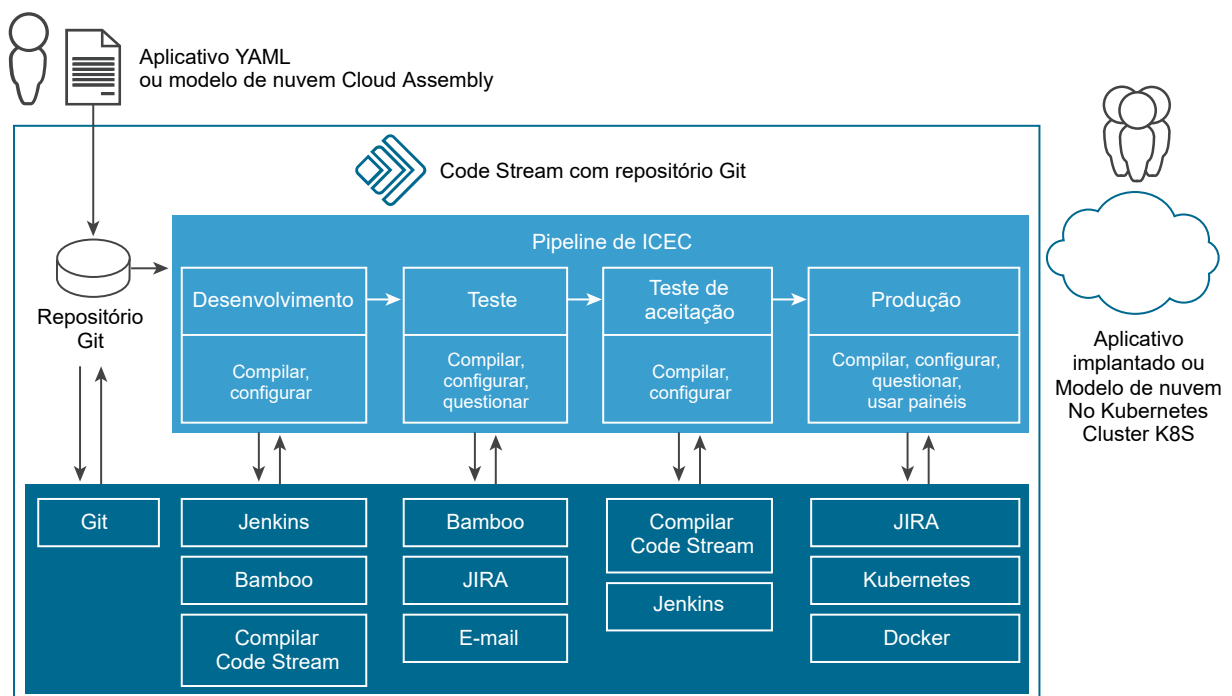 Aplicativo YAML
ou modelo de nuvem Cloud Assembly
Code Stream com repositório Git
Pipeline de ICEC
Repositório
Git
Desenvolvimento
Compilar,
configurar
Teste
Compilar,
configurar,
questionar
Teste de
aceitação
Compilar,
configurar
Produção
Compilar, configurar,
questionar,
usar painéis
Aplicativo
implantado ou
Modelo de nuvem
No Kubernetes
Cluster K8S
Git
Jenkins
Bamboo
Compilar
Code Stream
Bamboo
JIRA
E-mail
Compilar
Code Stream
Jenkins
JIRA
Kubernetes
Docker